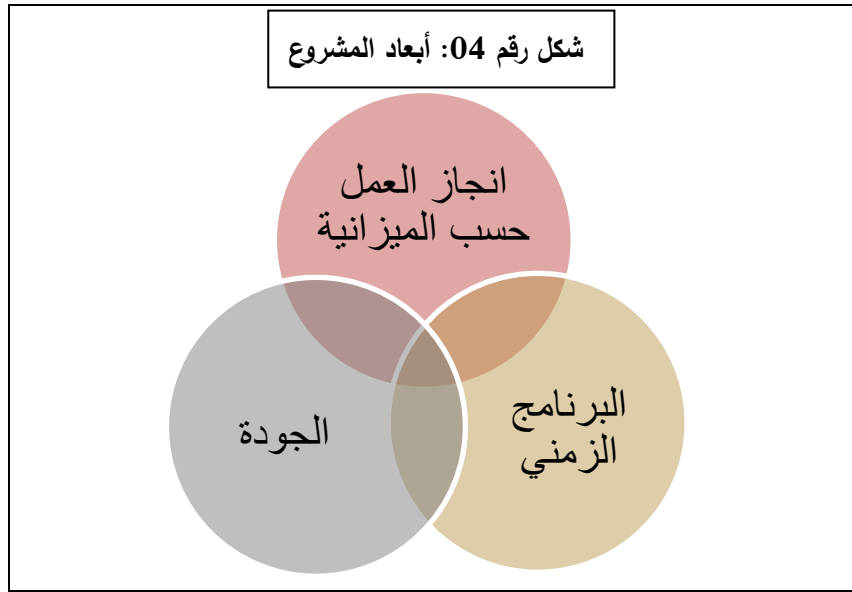 شكل رقم 04: أبعاد المشروع
انجاز العمل
حسب الميزانية
البرنامج
الزمني
الجودة